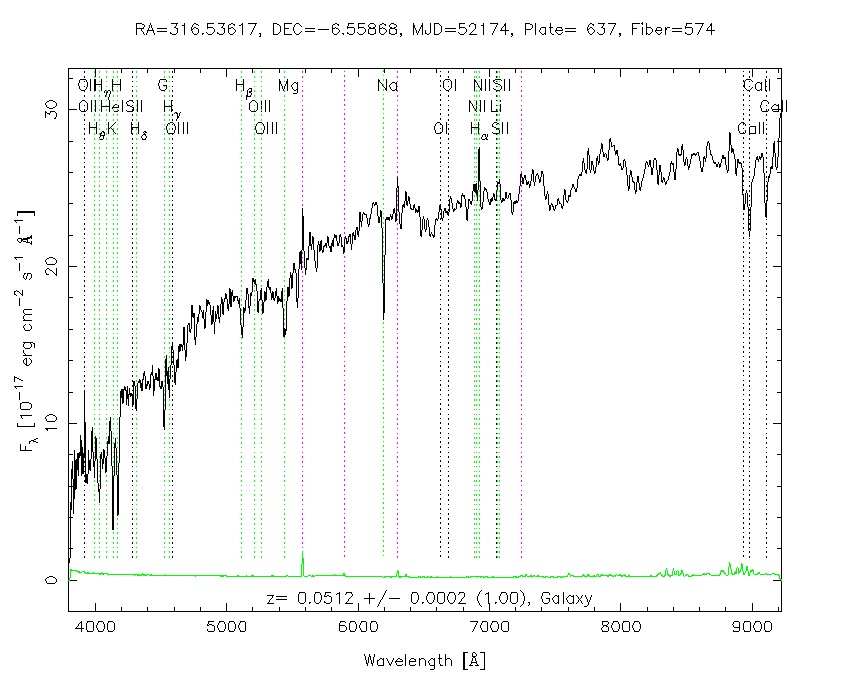 RA=316.53617, DEC=−6.55868, MJD=52174, Plate= 637, Fiber=574
OII Hη H G Hβ Mg Na OI NII SII CaII
OII HeI SII Hγ OIII NII Li CaII
Hθ K Hδ OIII OIII OI Hα SII CaII
30
20
10
0
Fλ [10−17 erg cm−2 s−1 Å−1]
z= 0.0512 +/− 0.0002 (1.00), Galaxy
4000 5000 6000 7000 8000 9000
Wavelength [Å]